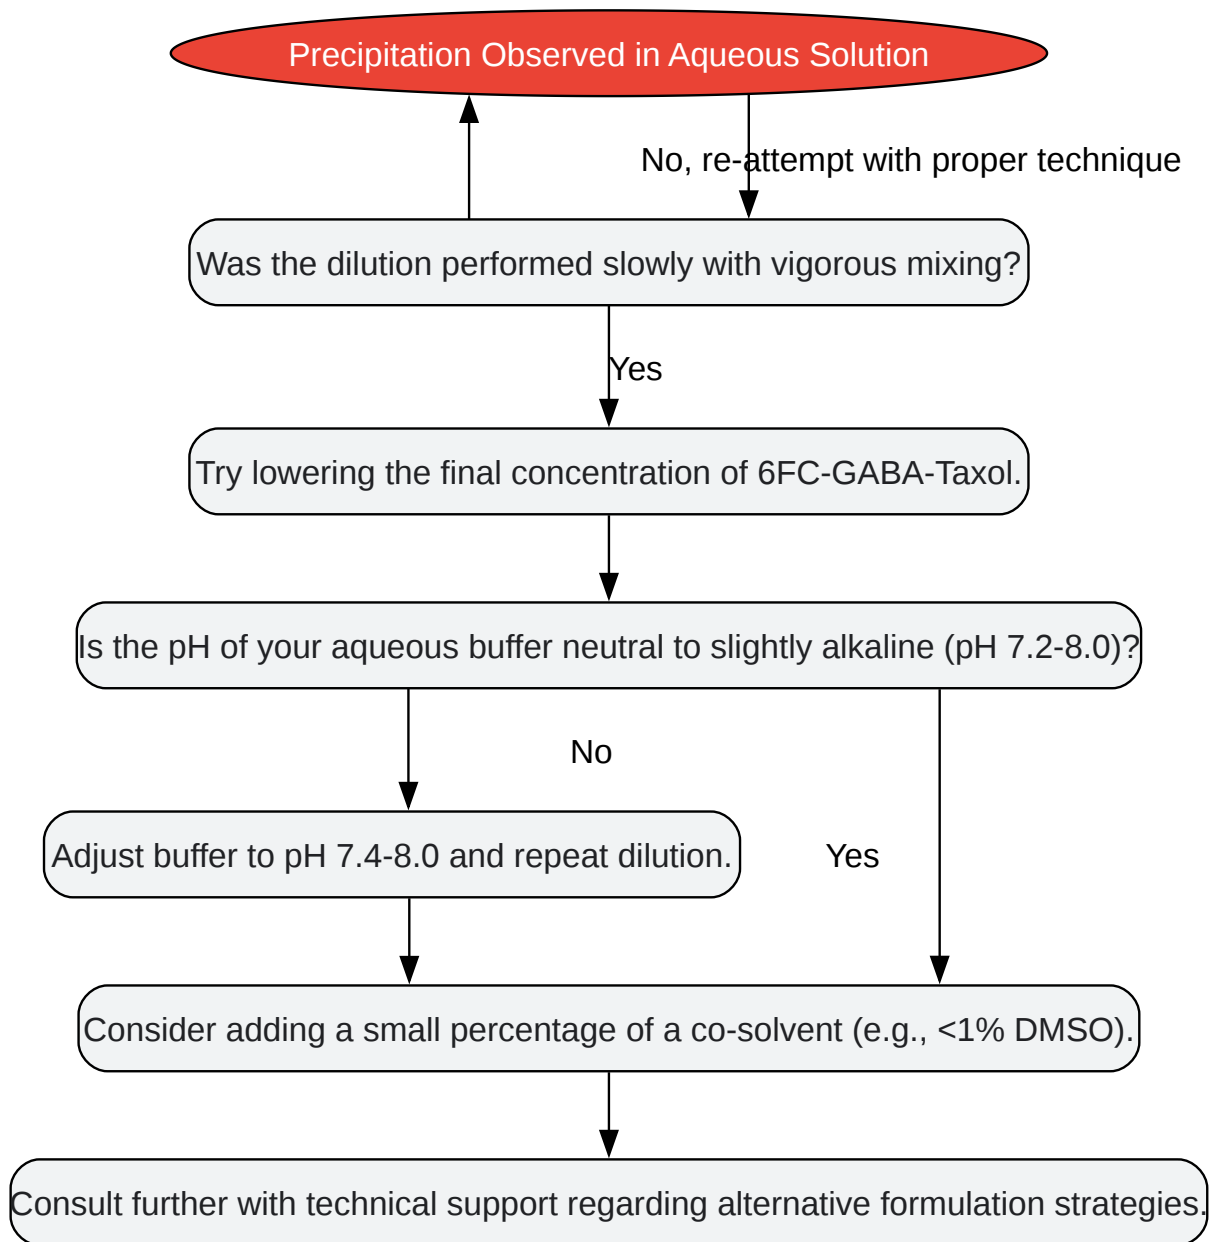 Precipitation Observed in Aqueous Solution
No, re-attempt with proper technique
Was the dilution performed slowly with vigorous mixing?
Yes
Try lowering the final concentration of 6FC-GABA-Taxol.
Is the pH of your aqueous buffer neutral to slightly alkaline (pH 7.2-8.0)?
No
Adjust buffer to pH 7.4-8.0 and repeat dilution.
Yes
Consider adding a small percentage of a co-solvent (e.g., <1% DMSO).
Consult further with technical support regarding alternative formulation strategies.